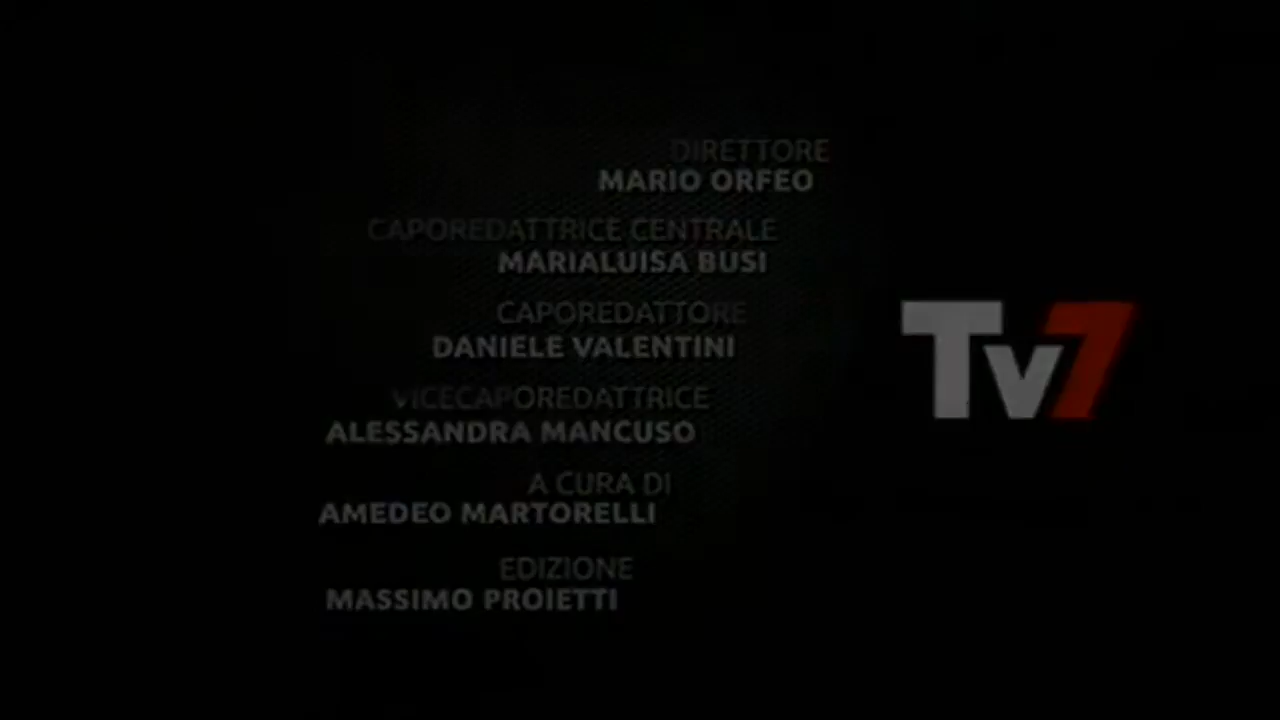 DIRETTORE
MARIO ORFEO
CAPOREDATTRICE CENTRALE
MARIALUISA BUSI
CAPOREDATTORE
DANIELE VALENTINI
VICECAPOREDATTRICE
ALESSANDRA MANCUSO
A CURA DI
AMEDEO MARTORELLI
EDIZIONE
MASSIMO PROIETTI
Tv7